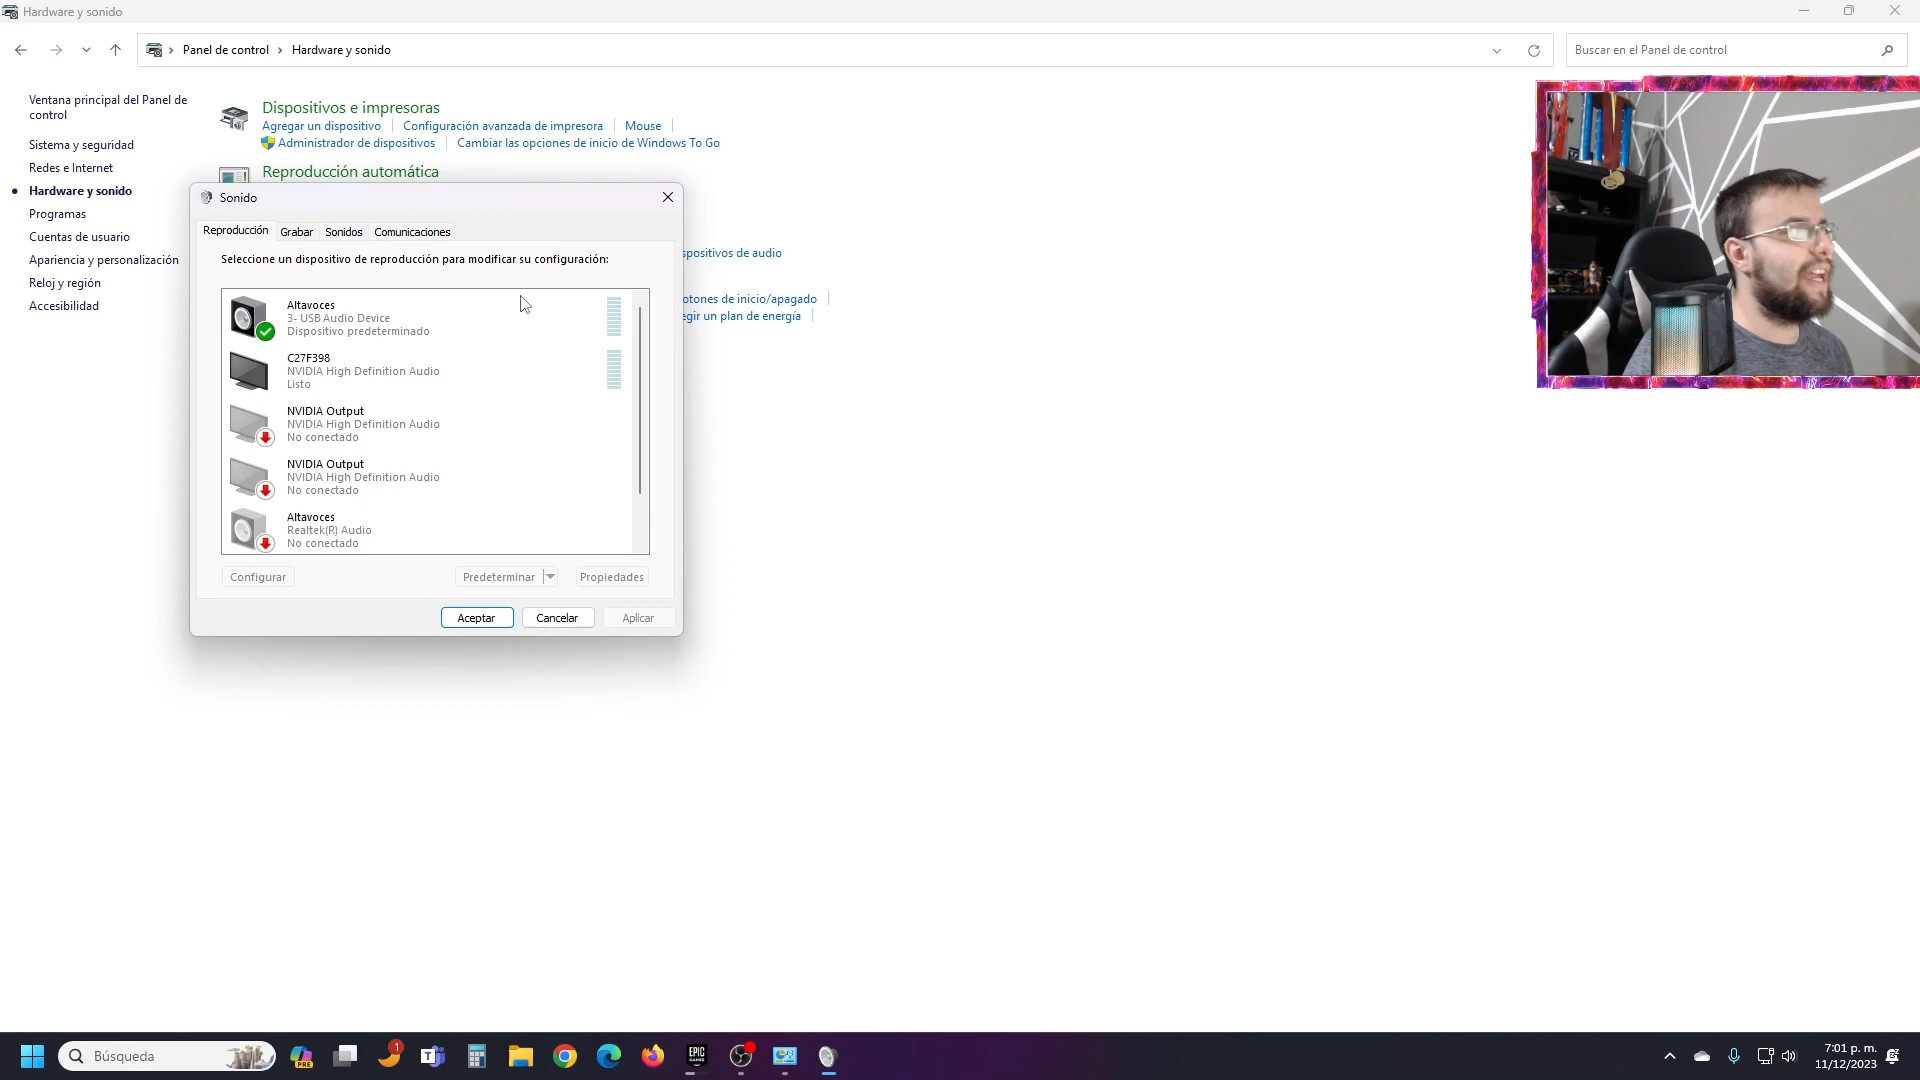 Hardware y sonido
Panel de control
Hardware y sonido
Buscar en el Panel de control
Ventana principal del Panel de
control
Sistema y seguridad
Redes e Internet
Hardware y sonido
Programas
Cuentas de usuario
Apariencia y personalización
Reloj y región
Accesibilidad
Dispositivos e impresoras
Agregar un dispositivo
Configuración avanzada de impresora
Mouse
Administrador de dispositivos
Cambiar las opciones de inicio de Windows To Go
Reproducción automática
spositivos de audio
otones de inicio/apagado
egir un plan de energía
Sonido
Reproducción
Grabar
Sonidos
Comunicaciones
Seleccione un dispositivo de reproducción para modificar su configuración:
Altavoces
3- USB Audio Device
Dispositivo predeterminado
C27F398
NVIDIA High Definition Audio
Listo
NVIDIA Output
NVIDIA High Definition Audio
No conectado
NVIDIA Output
NVIDIA High Definition Audio
No conectado
Altavoces
Realtek(R) Audio
No conectado
Configurar
Predeterminar
Propiedades
Aceptar
Cancelar
Aplicar
Búsqueda
PRE
1
EPIC
GAMES
7:01 p. m.
11/12/2023